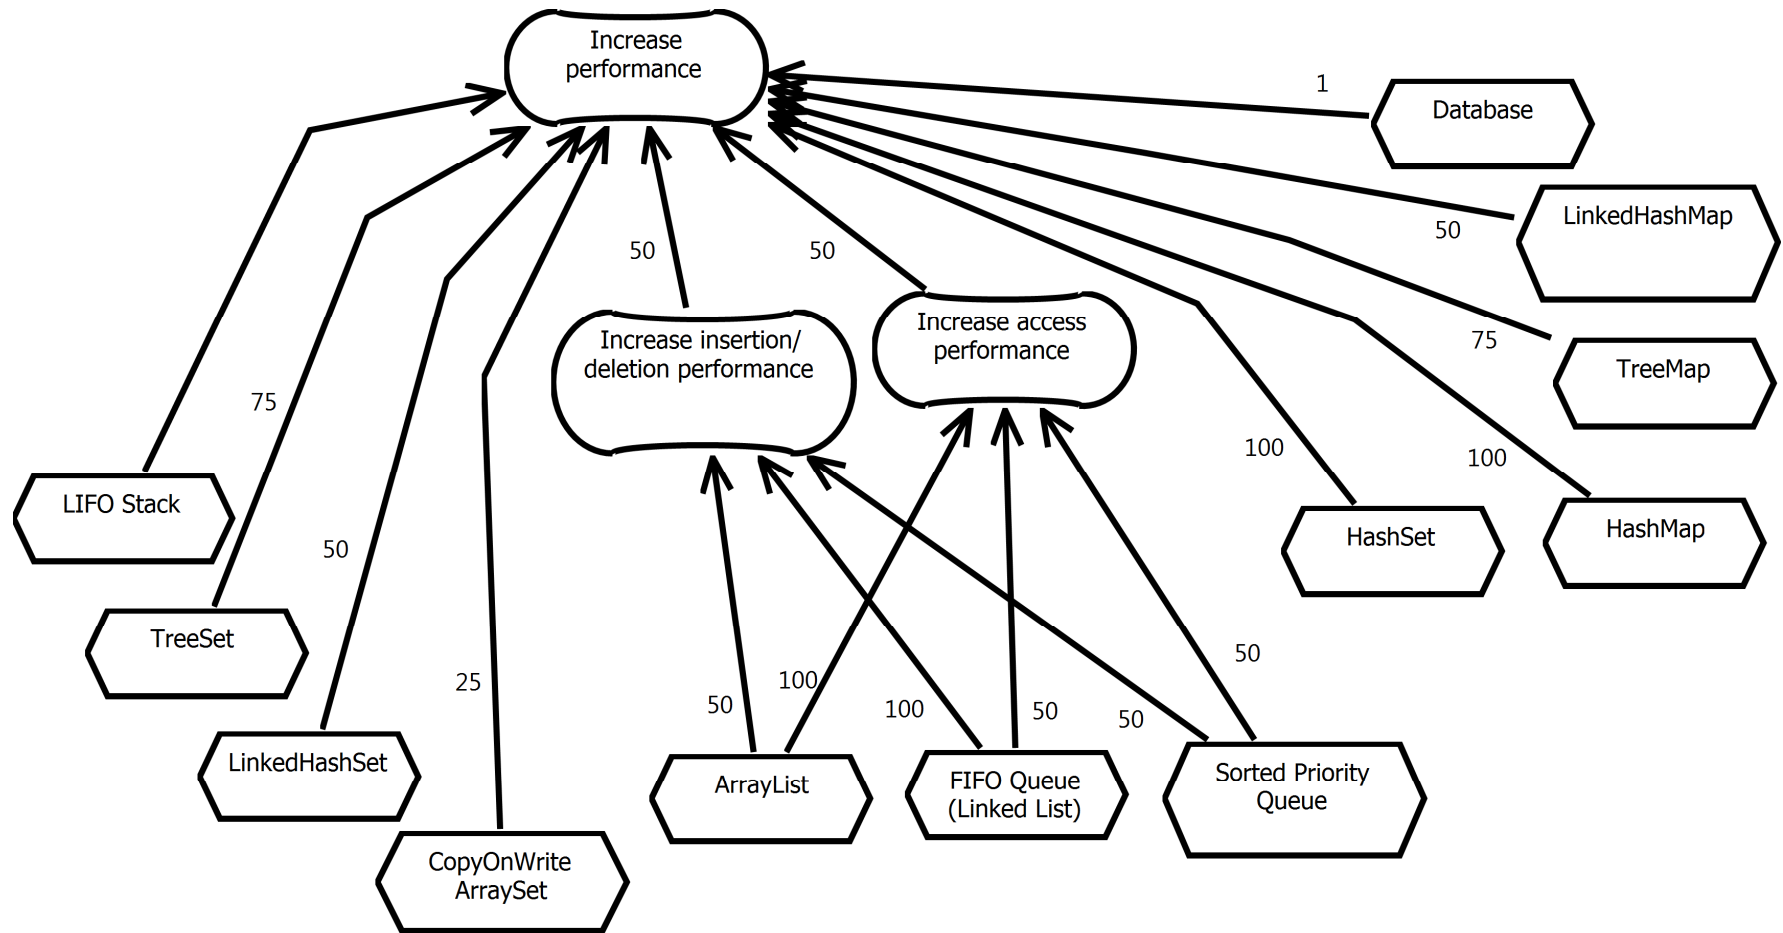 Increase
performance
1
Database
LinkedHashMap
50
50
50
Increase access
performance
Increase insertion/
deletion performance
75
TreeMap
75
100
100
LIFO Stack
HashSet
HashMap
50
TreeSet
50
25
100
50
100
50
50
LinkedHashSet
ArrayList
FIFO Queue
(Linked List)
Sorted Priority
Queue
CopyOnWrite
ArraySet